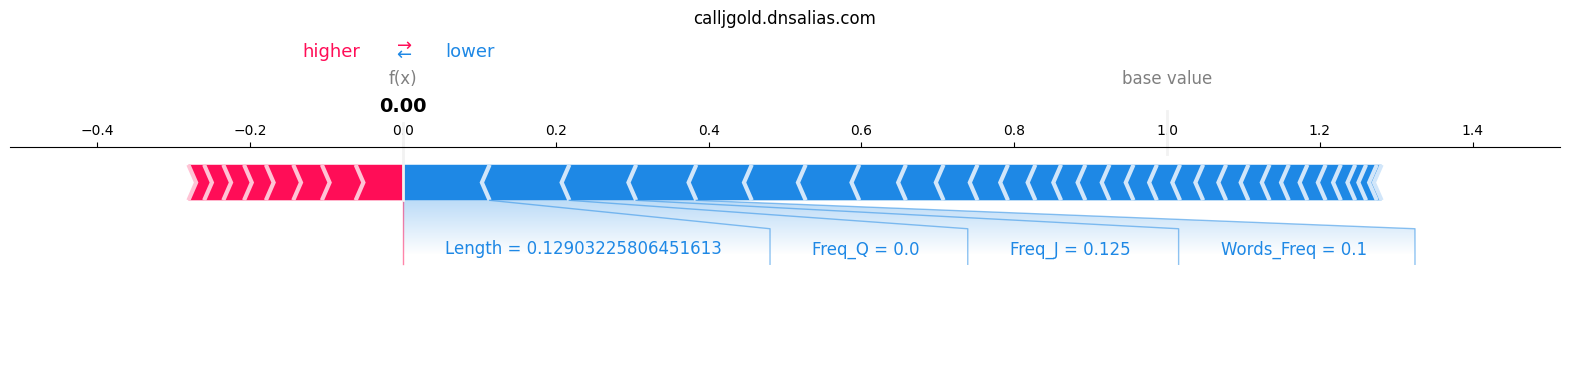 calljgold.dnsalias.com
higher ⇄ lower
f(x) base value
0.00
−0.4 −0.2 0.0 0.2 0.4 0.6 0.8 1.0 1.2 1.4
Length = 0.12903225806451613 Freq_Q = 0.0 Freq_J = 0.125 Words_Freq = 0.1